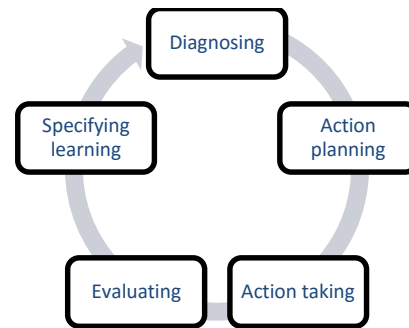 Diagnosing
Action
planning
Action taking
Evaluating
Specifying
learning